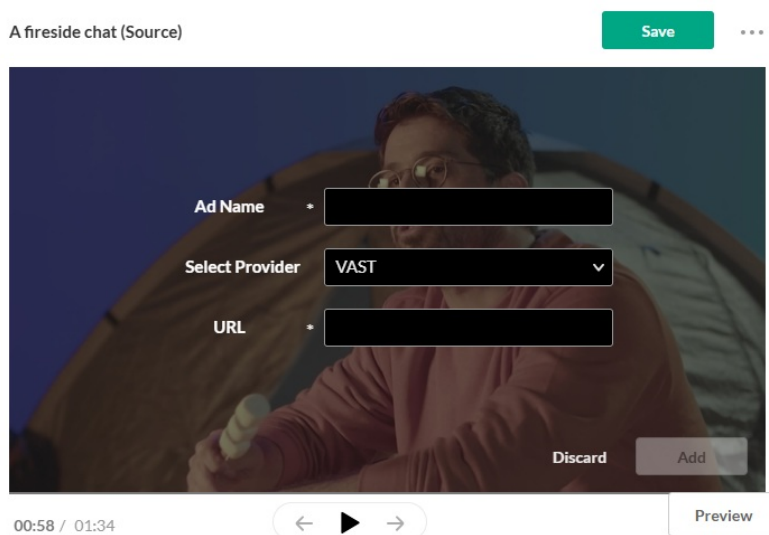 A fireside chat (Source)
Save
Ad Name *
Select Provider VAST
URL *
Discard Add
00:58 / 01:34
Preview